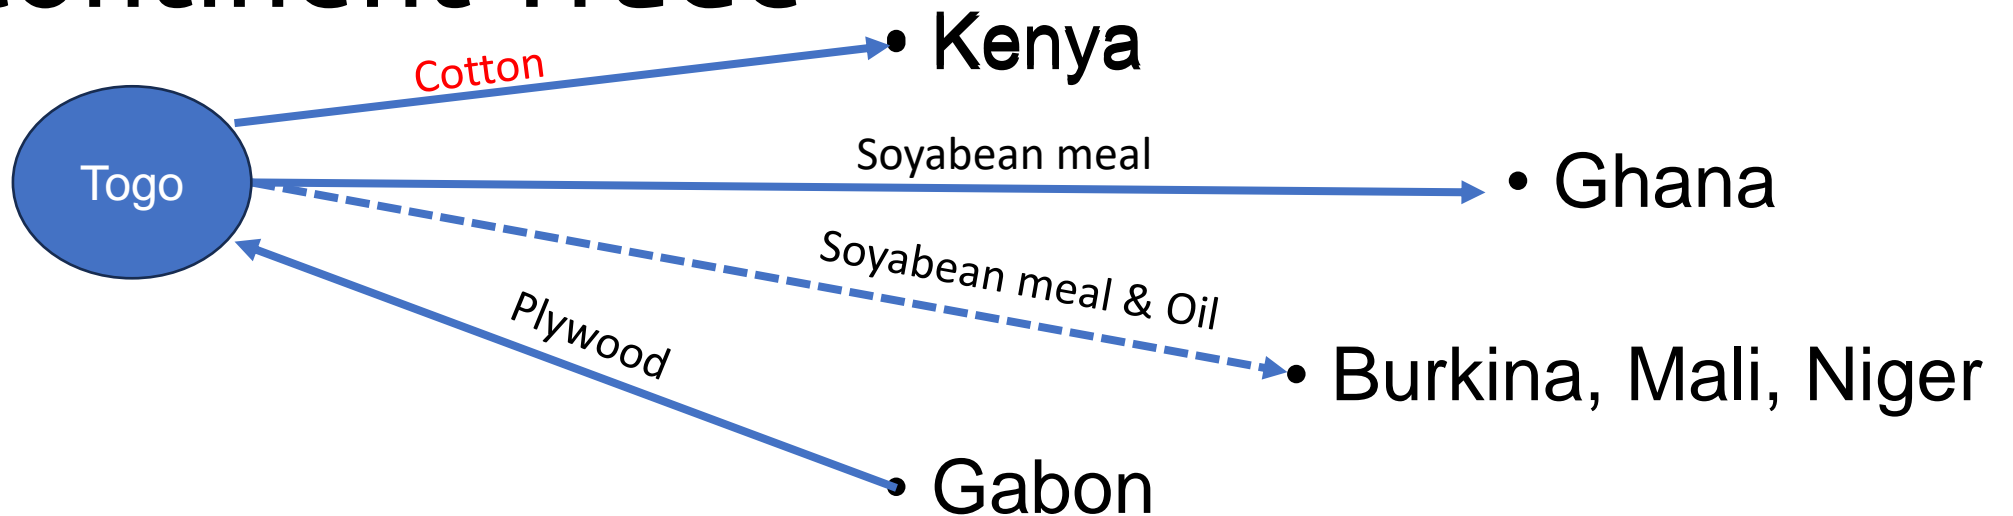 Kenya
Cotton
Soyabean meal
Togo
Ghana
Soyabean meal & Oil
Plywood
Burkina, Mali, Niger
Gabon